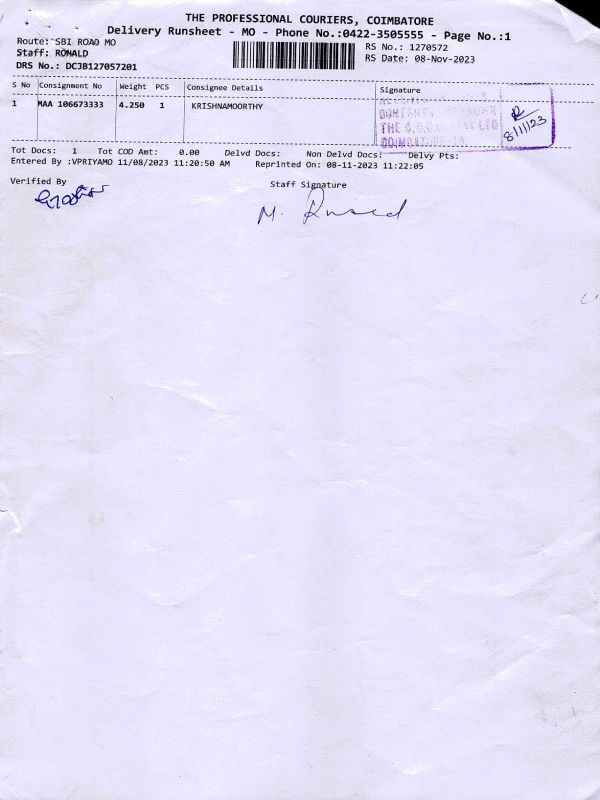 THE PROFESSIONAL COURIERS, COIMBATORE
Delivery Runsheet - MO - Phone No.:0422-3505555 - Page No.:1
Route: SBI ROAD MO
RS No.: 1270572
Staff: RONALD
RS Date: 08-Nov-2023
DRS No.: DCJB127057201
S No Consignment No Weight PCS Consignee Details Signature
1 MAA 106673333 4.250 1 KRISHNAMOORTHY
CONTENTS
THE LTD
8/11/23
Tot Docs: 1 Tot COD Amt: 0.00 Delvd Docs: Non Delvd Docs: Delvy Pts:
Entered By :VPRIYAMO 11/08/2023 11:20:50 AM Reprinted On: 08-11-2023 11:22:05
Verified By Staff Signature
M.